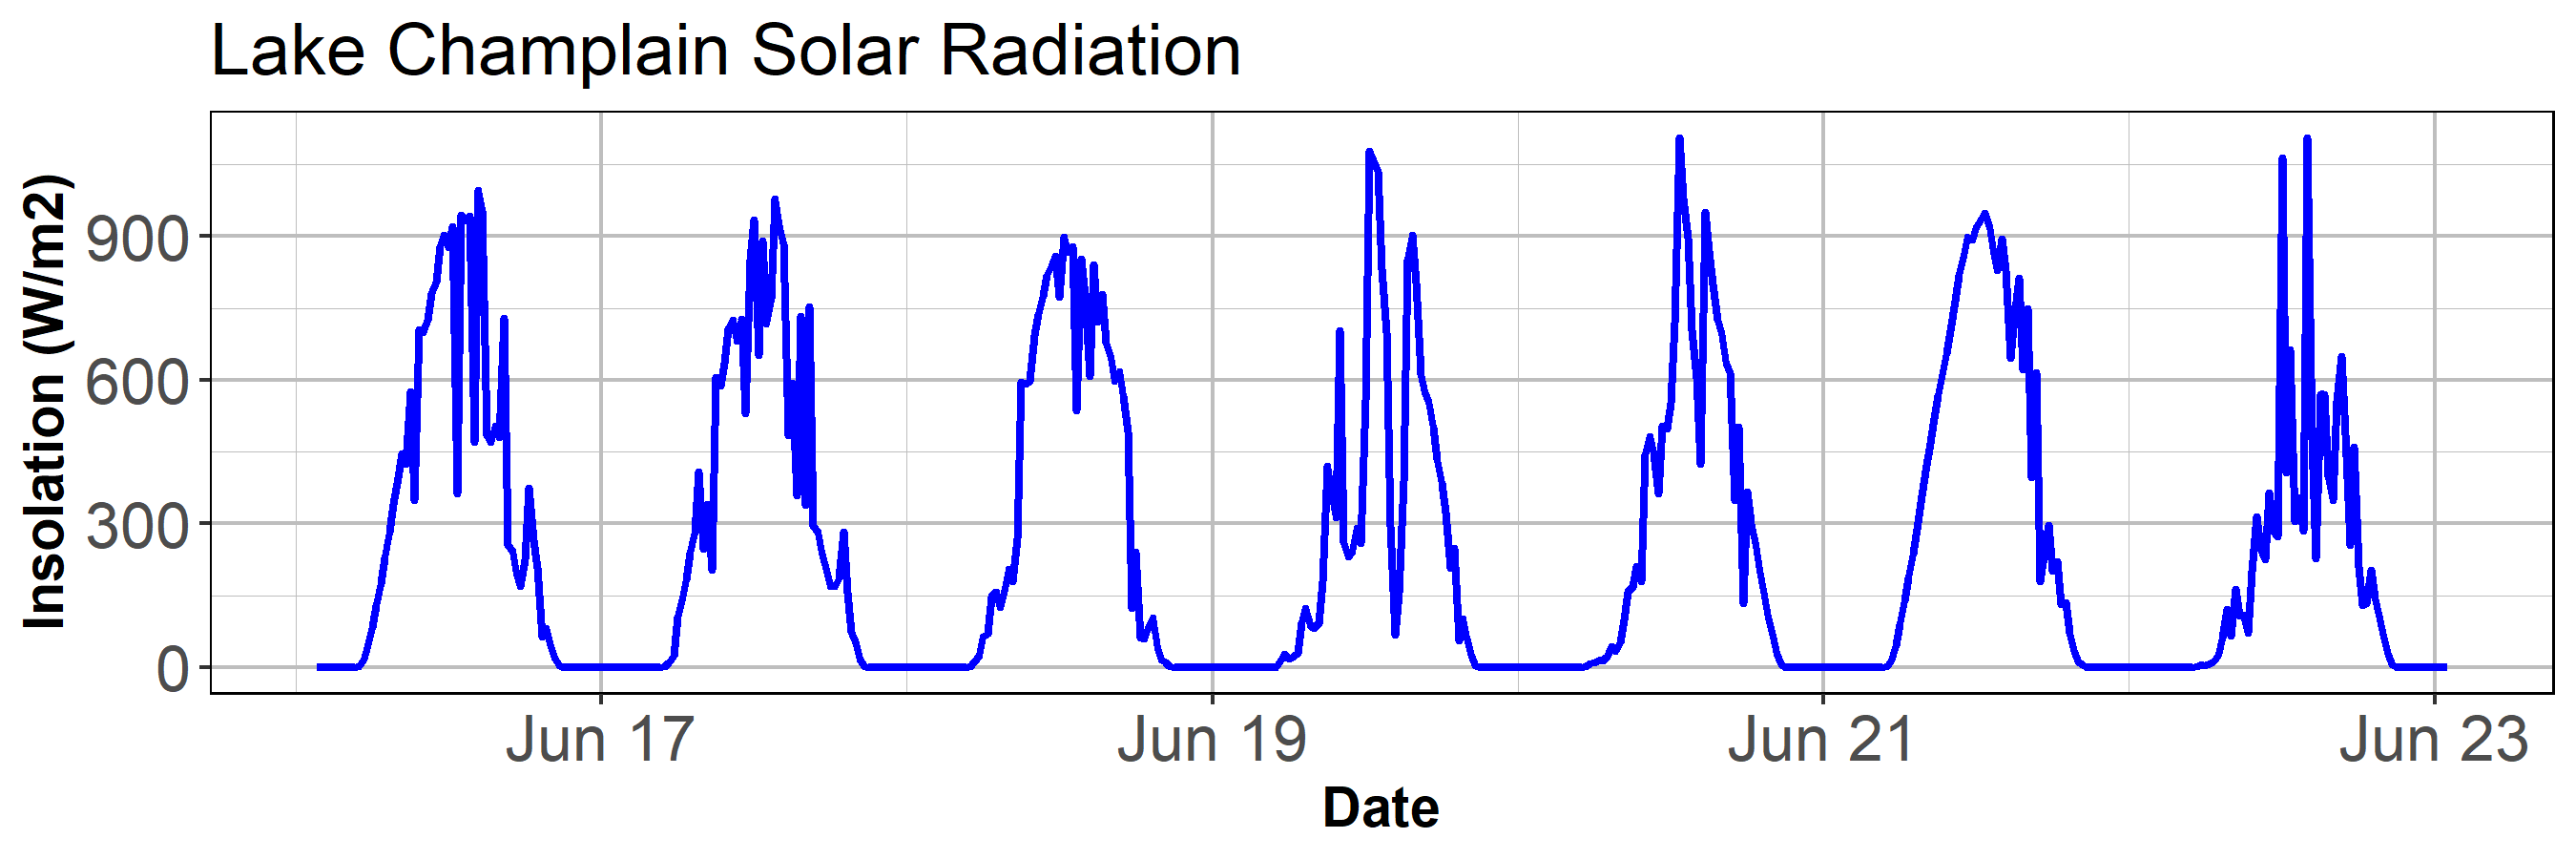 Lake Champlain Solar Radiation
Insolation (W/m2)
900
600
300
0
Jun 17 Jun 19 Jun 21 Jun 23
Date